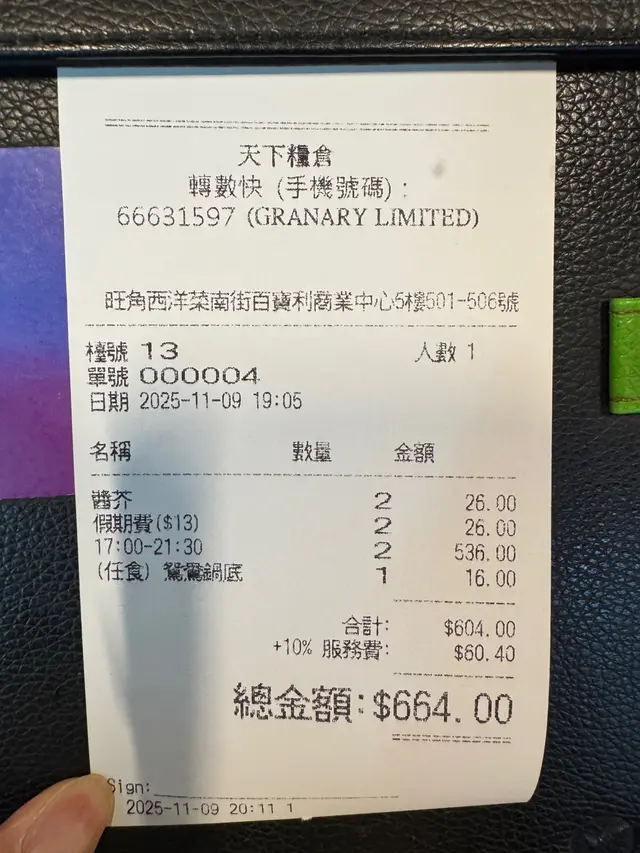 天下糧倉
轉數快 (手機號碼) :
66631597 (GRANARY LIMITED)
旺角西洋菜南街百寶利商業中心5樓501-506號
檯號 13 人數 1
單號 000004
日期 2025-11-09 19:05
名稱 數量 金額
醬芥 2 26.00
假期費($13) 2 26.00
17:00-21:30 2 536.00
(任食) 鴛鴦鍋底 1 16.00
合計: $604.00
+10% 服務費: $60.40
總金額: $664.00
Sign:
2025-11-09 20:11 1